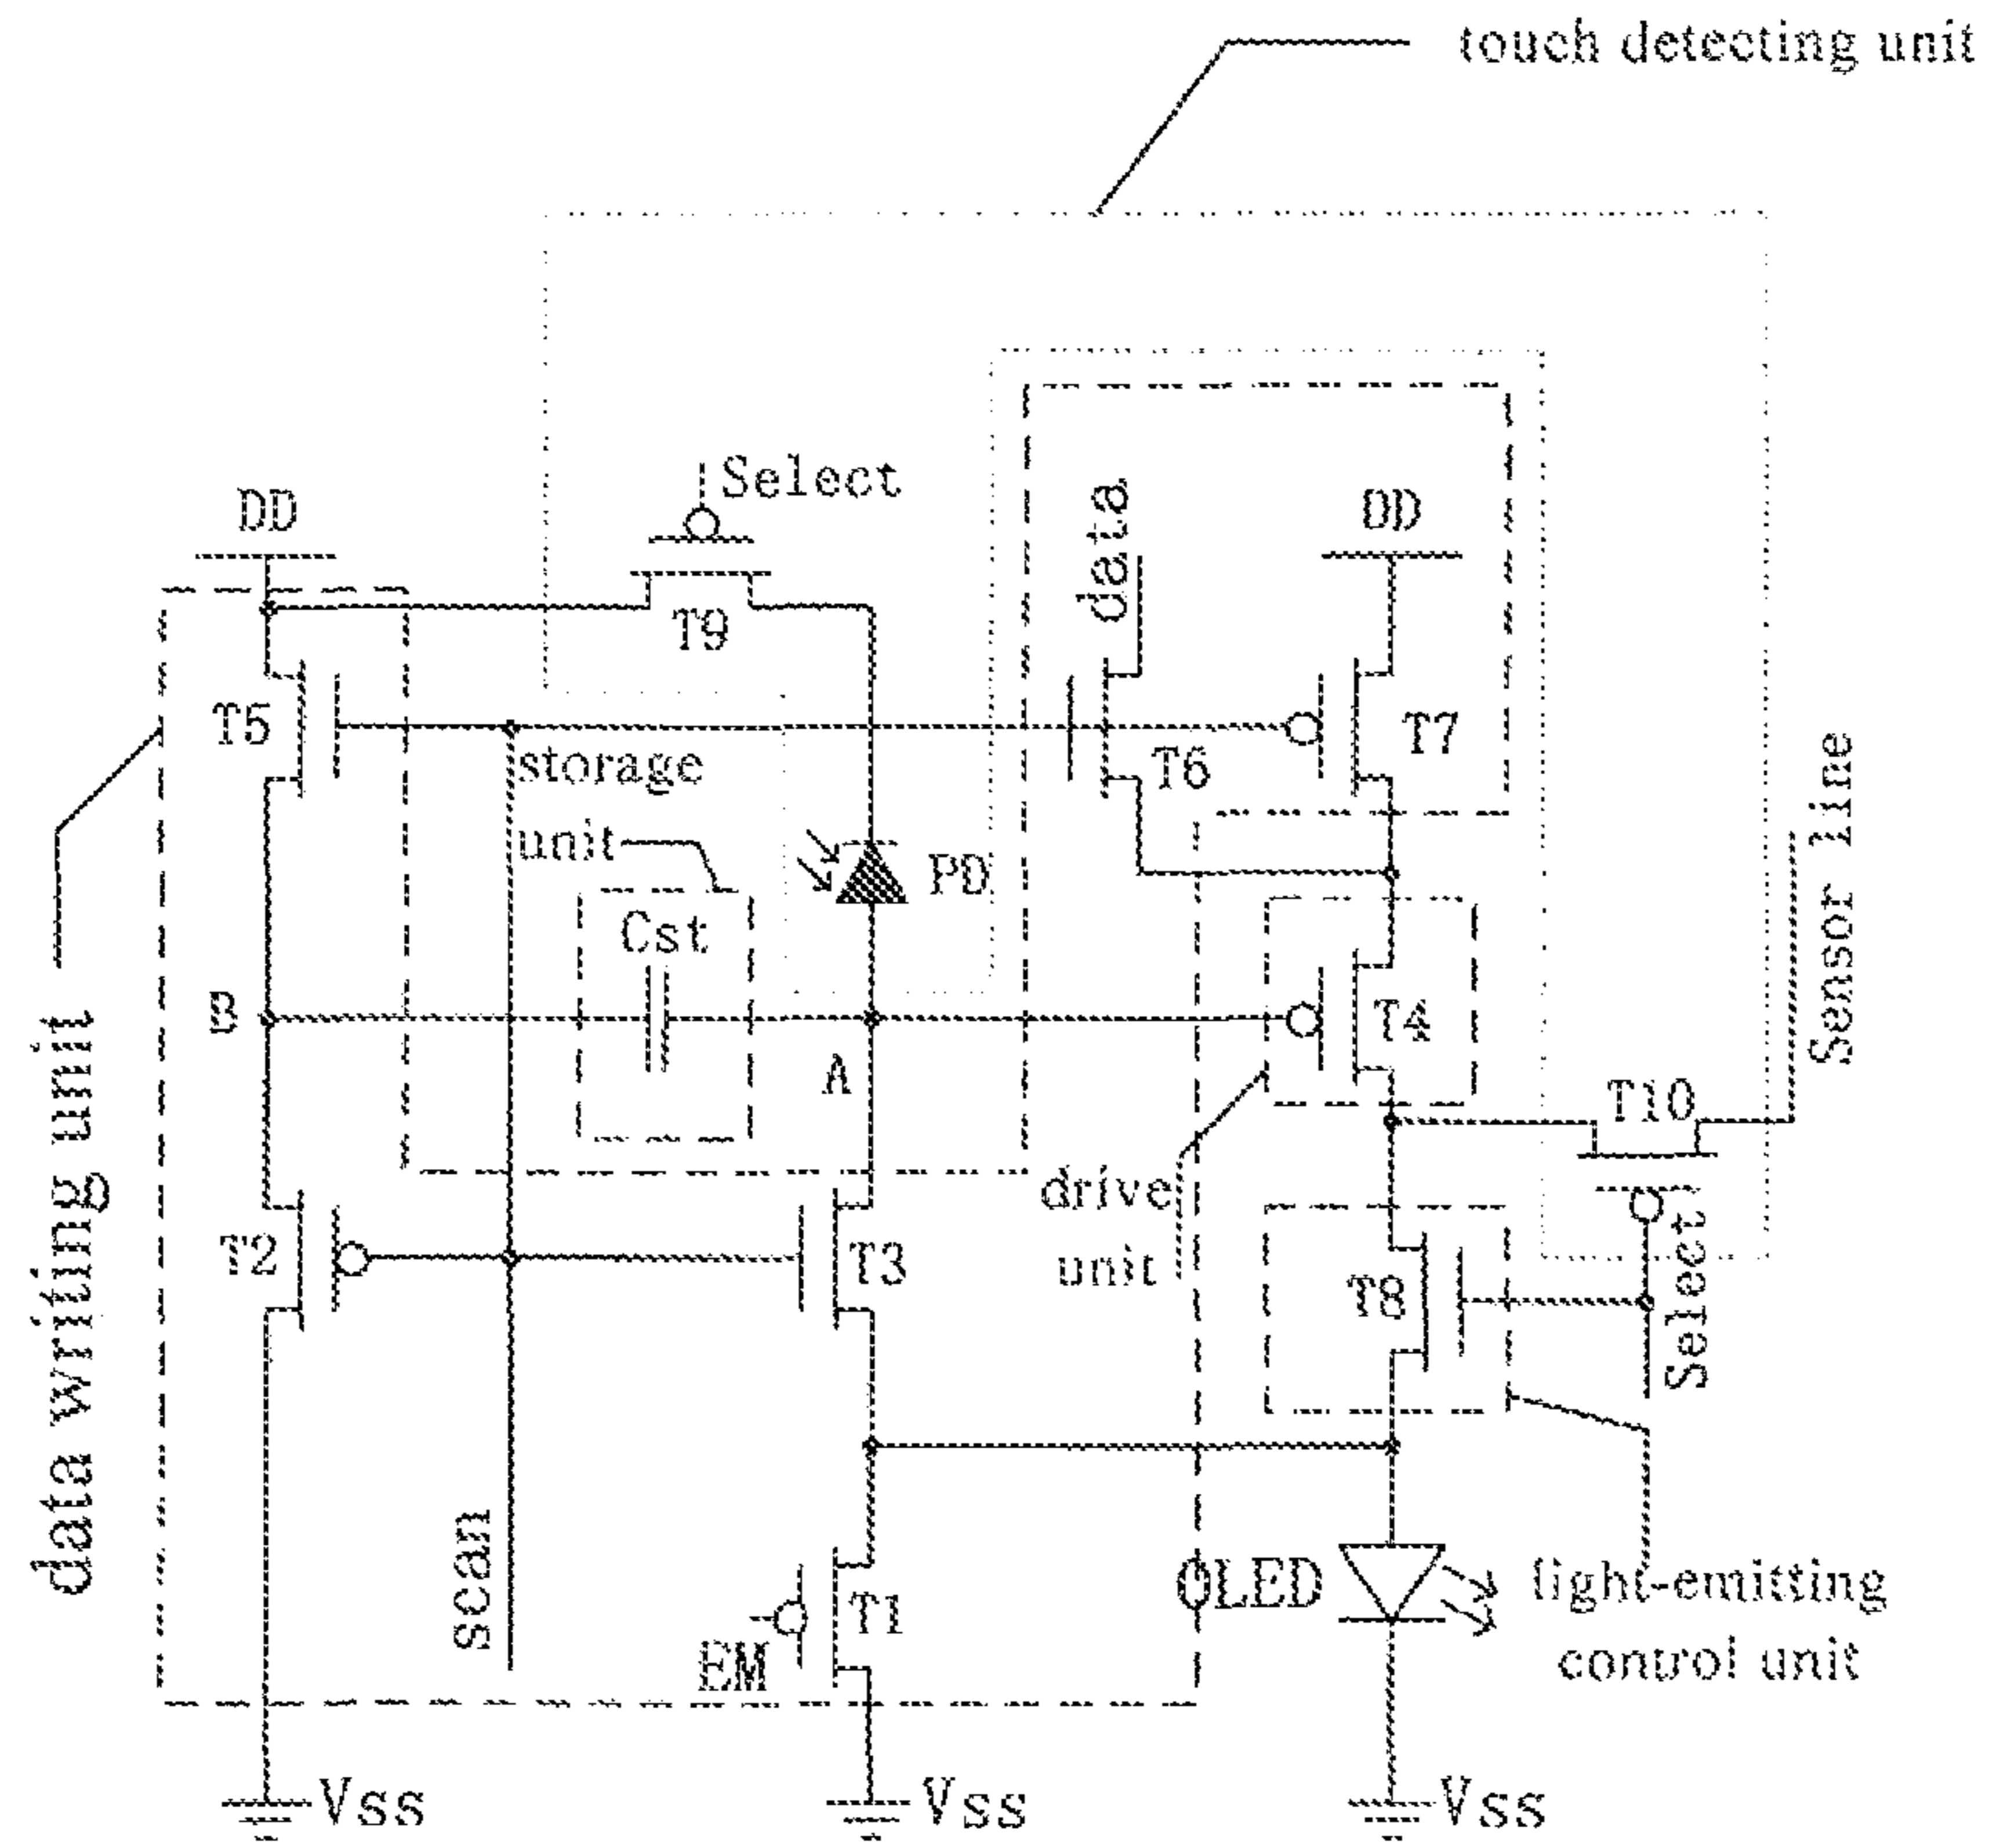 touch detecting unit
Select
DD
data
DD
T9
T5
T6
T7
storage
unit
PD
Sensor line
Cst
B
A
T4
T10
data writing unit
drive
unit
T2
T3
T8
Select
scan
EM
T1
OLED
light-emitting
control unit
Vss
Vss
Vss